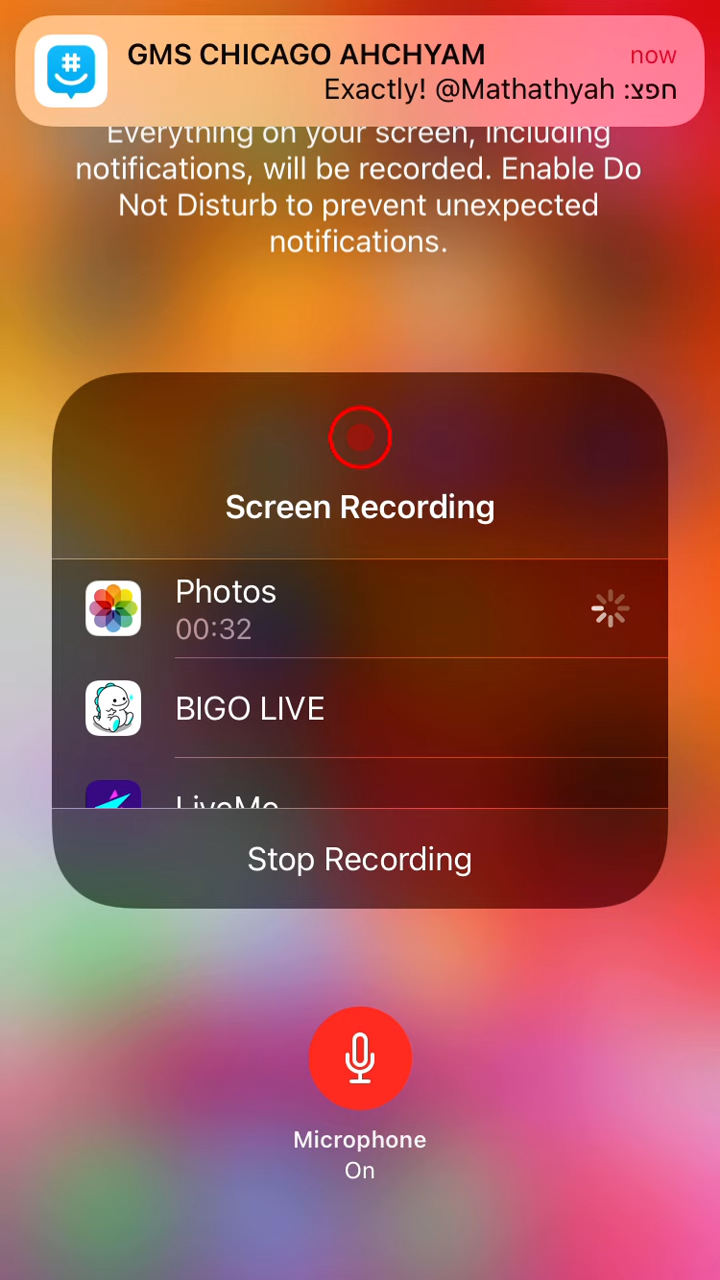 GMS CHICAGO AHCHYAM
now
חפצ: Exactly! @Mathathyah
Everything on your screen, including
notifications, will be recorded. Enable Do
Not Disturb to prevent unexpected
notifications.
Screen Recording
Photos
00:32
BIGO LIVE
LiveMe
Stop Recording
Microphone
On